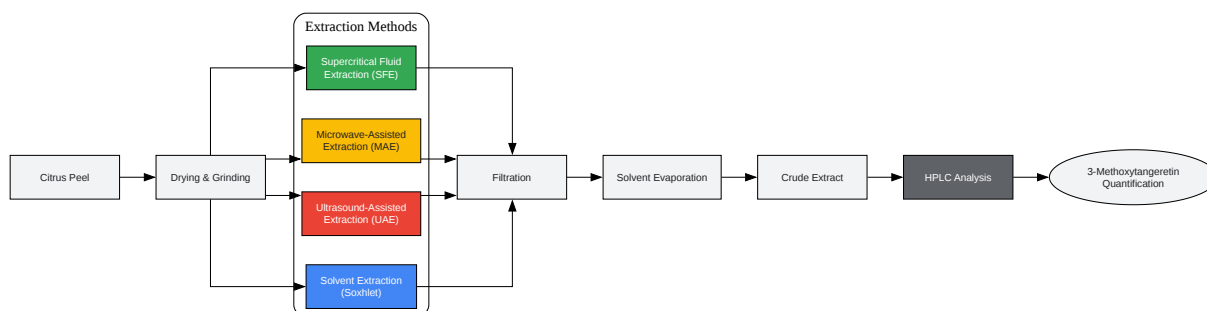 Extraction Methods
Supercritical Fluid
Extraction (SFE)
Microwave-Assisted
Extraction (MAE)
Citrus Peel
Drying & Grinding
Filtration
Solvent Evaporation
Crude Extract
HPLC Analysis
3-Methoxytangeretin
Quantification
Ultrasound-Assisted
Extraction (UAE)
Solvent Extraction
(Soxhlet)